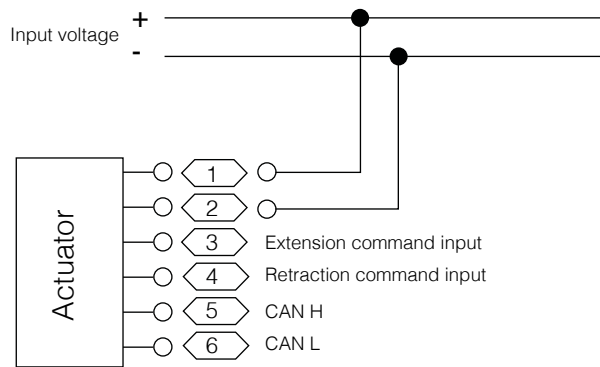 Input voltage +
-
Actuator
1
2
3 Extension command input
4 Retraction command input
5 CAN H
6 CAN L